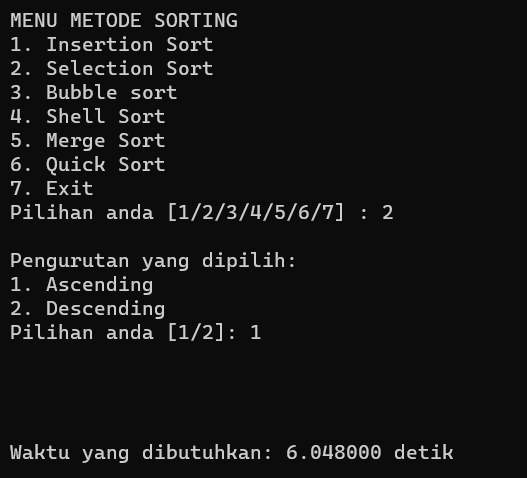 MENU METODE SORTING
1. Insertion Sort
2. Selection Sort
3. Bubble sort
4. Shell Sort
5. Merge Sort
6. Quick Sort
7. Exit
Pilihan anda [1/2/3/4/5/6/7] : 2
Pengurutan yang dipilih:
1. Ascending
2. Descending
Pilihan anda [1/2]: 1
Waktu yang dibutuhkan: 6.048000 detik